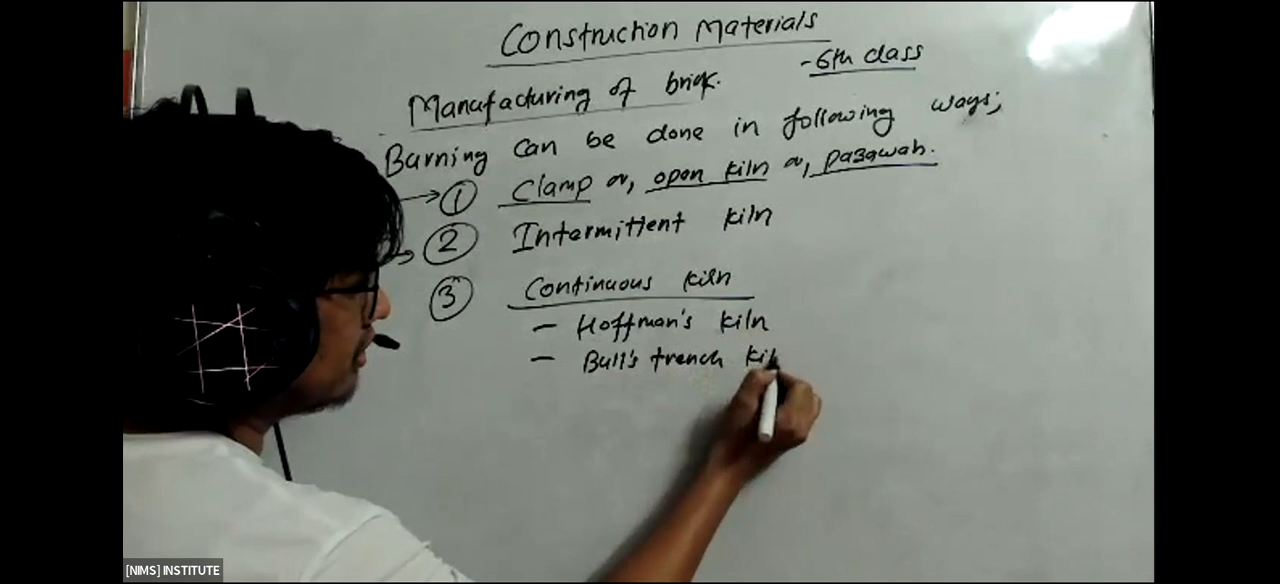 Construction Materials
- 6th class
Manufacturing of brick.
Burning can be done in following ways;
→ 1 Clamp or, open kiln or, pazawah.
→ 2 Intermittent kiln
3 Continuous kiln
- Hoffman's kiln
- Bull's trench kil
[NIMS] INSTITUTE